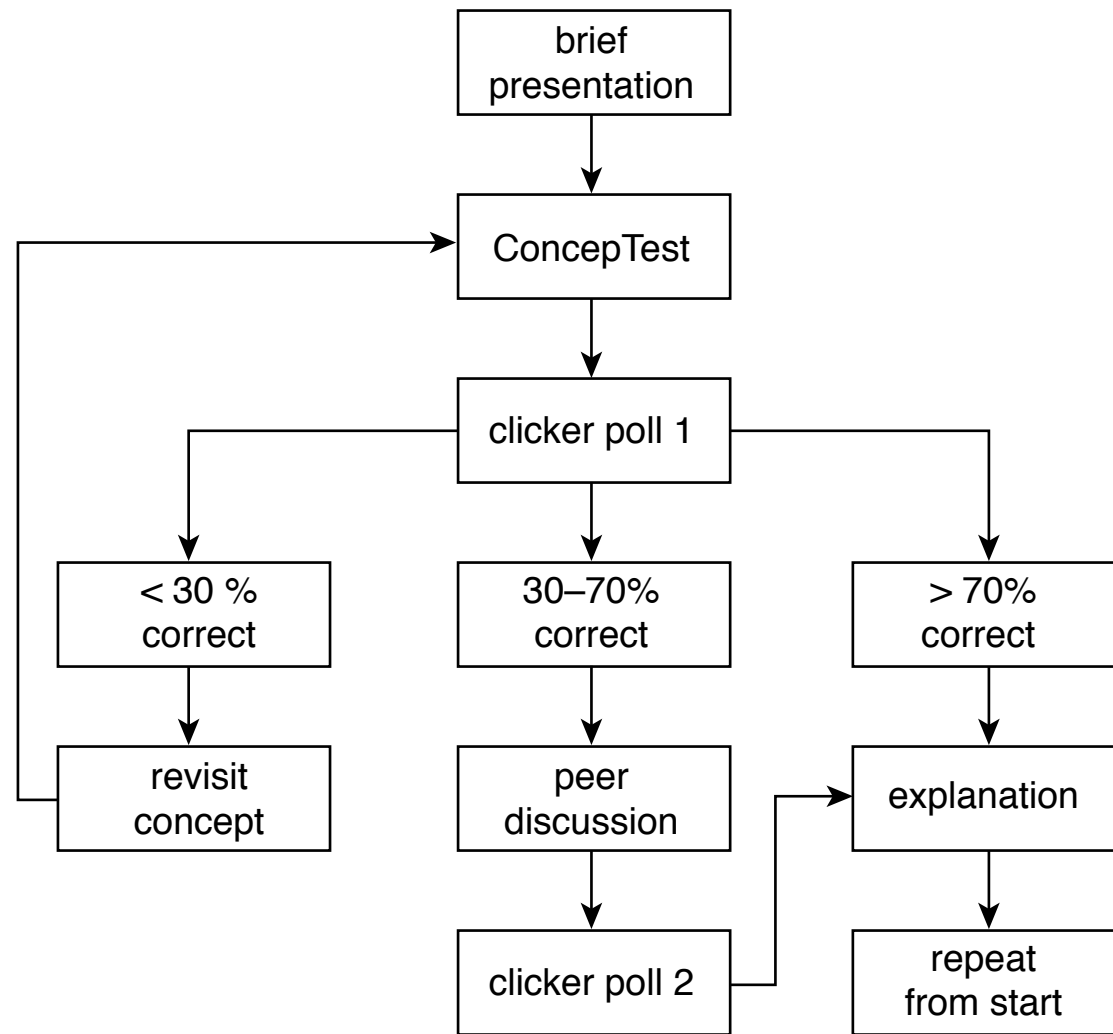 brief
presentation
ConcepTest
clicker poll 1
< 30 %
correct
30–70%
correct
> 70%
correct
revisit
concept
peer
discussion
explanation
clicker poll 2
repeat
from start